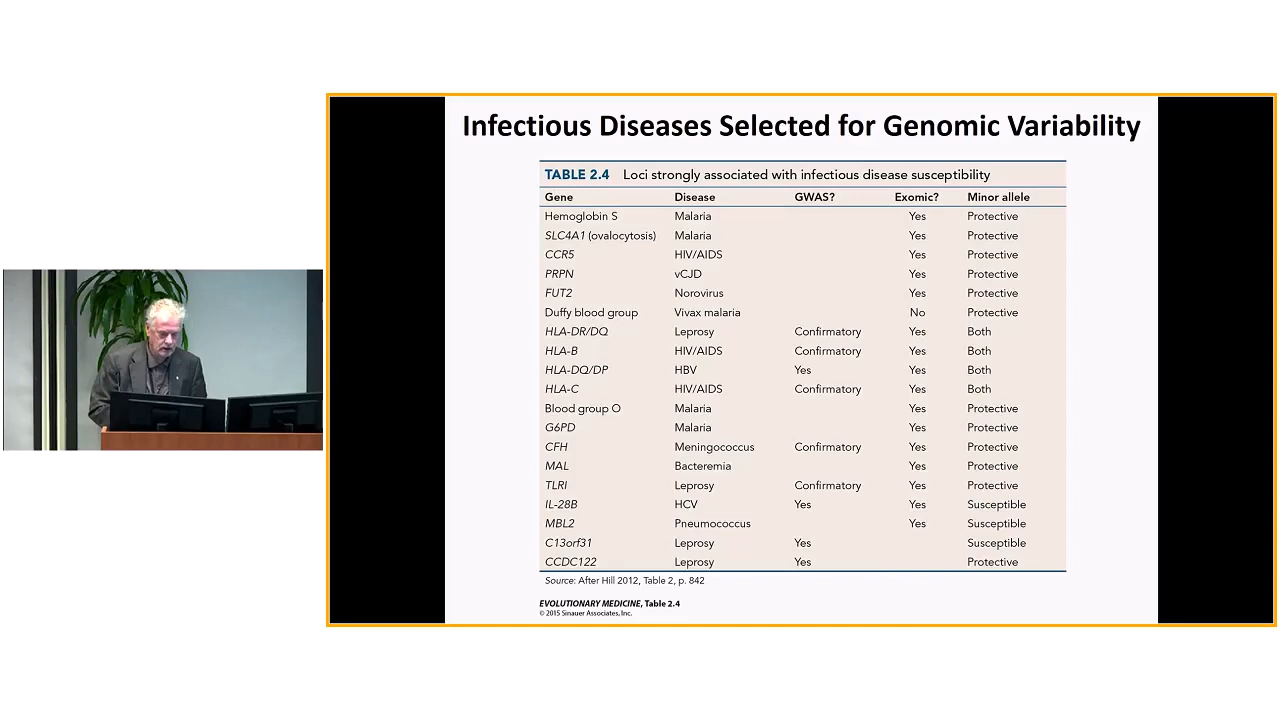 Infectious Diseases Selected for Genomic Variability
TABLE 2.4 Loci strongly associated with infectious disease susceptibility
Gene Disease GWAS? Exomic? Minor allele
Hemoglobin S Malaria Yes Protective
SLC4A1 (ovalocytosis) Malaria Yes Protective
CCR5 HIV/AIDS Yes Protective
PRPN vCJD Yes Protective
FUT2 Norovirus Yes Protective
Duffy blood group Vivax malaria No Protective
HLA-DR/DQ Leprosy Confirmatory Yes Both
HLA-B HIV/AIDS Confirmatory Yes Both
HLA-DQ/DP HBV Yes Yes Both
HLA-C HIV/AIDS Confirmatory Yes Both
Blood group O Malaria Yes Protective
G6PD Malaria Yes Protective
CFH Meningococcus Confirmatory Yes Protective
MAL Bacteremia Yes Protective
TLRI Leprosy Confirmatory Yes Protective
IL-28B HCV Yes Yes Susceptible
MBL2 Pneumococcus Yes Susceptible
C13orf31 Leprosy Yes Susceptible
CCDC122 Leprosy Yes Protective
Source: After Hill 2012, Table 2, p. 842
EVOLUTIONARY MEDICINE, Table 2.4
© 2015 Sinauer Associates, Inc.